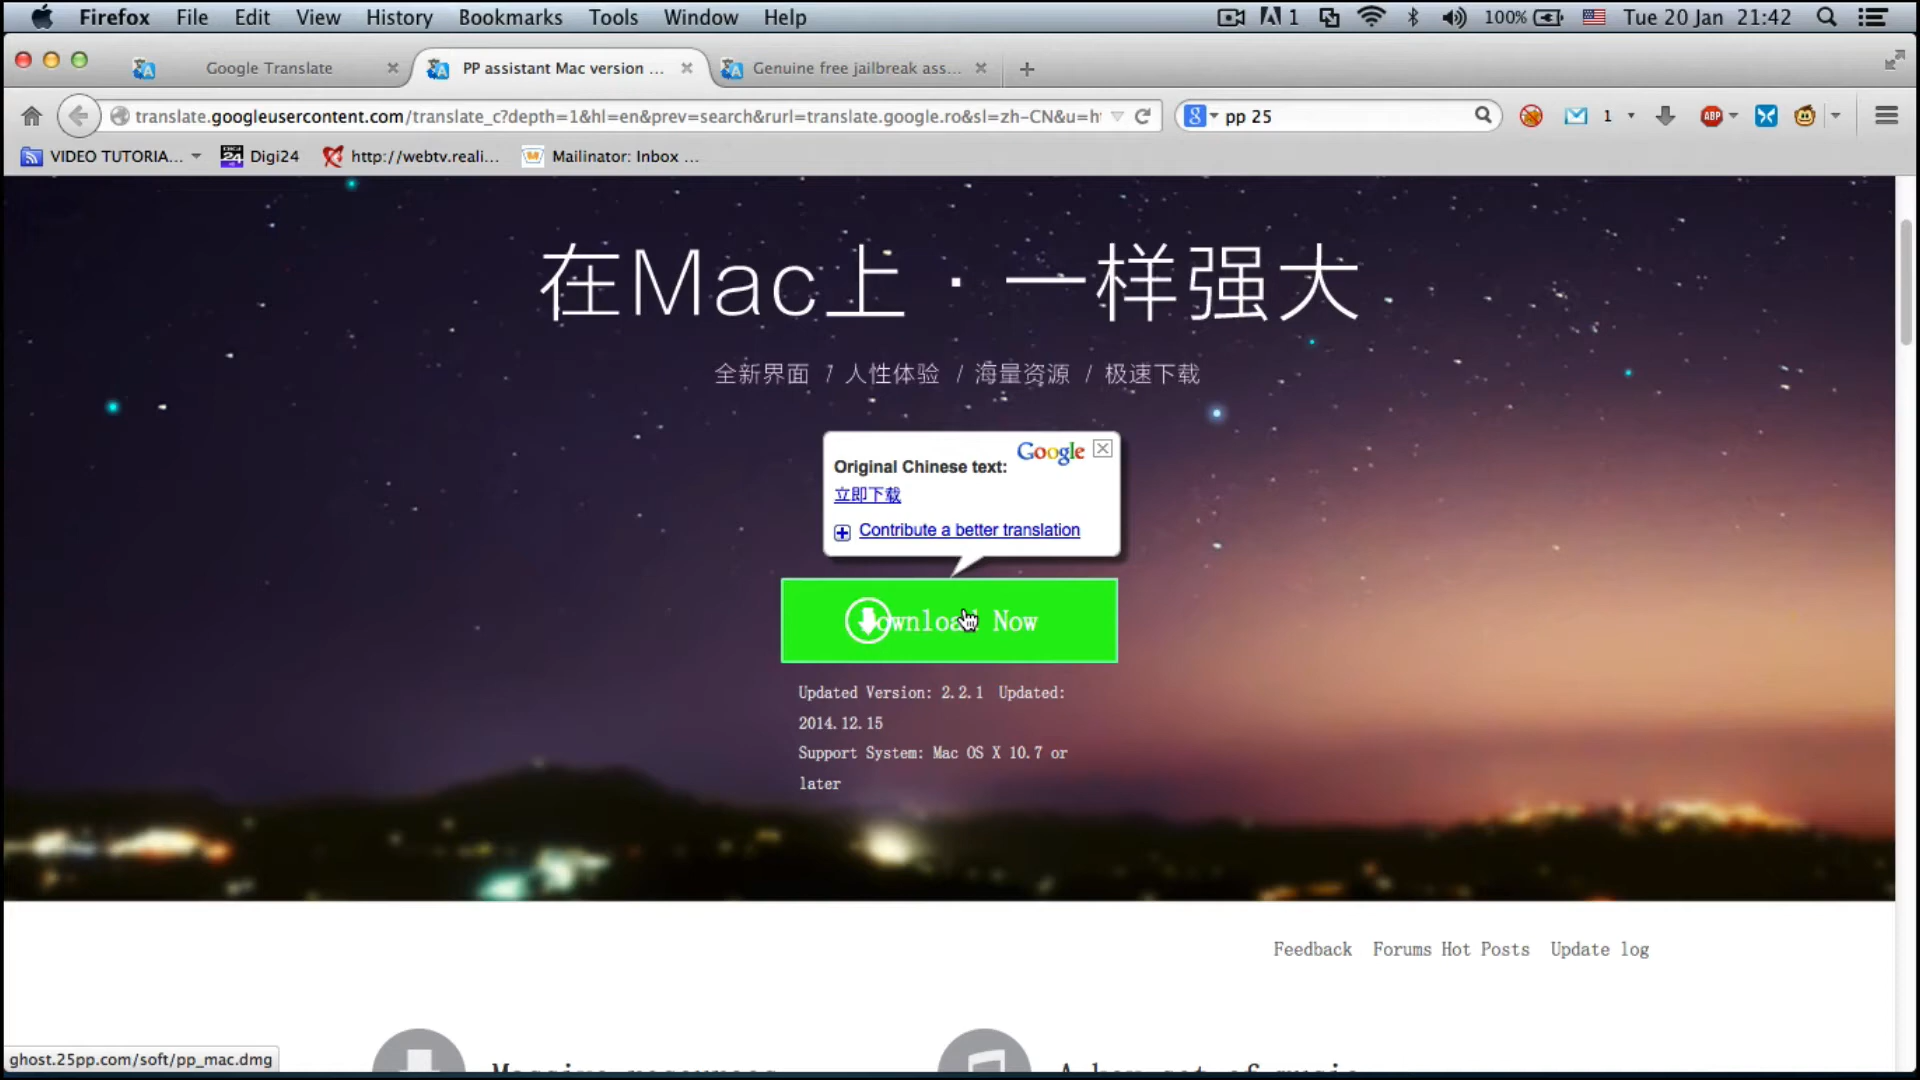 Firefox File Edit View History Bookmarks Tools Window Help 1 100% Tue 20 Jan 21:42
Google Translate PP assistant Mac version ... Genuine free jailbreak ass...
translate.googleusercontent.com/translate_c?depth=1&hl=en&prev=search&rurl=translate.google.ro&sl=zh-CN&u=ht pp 25 1 ABP
VIDEO TUTORIA... Digi24 http://webtv.reali... Mailinator: Inbox ...
在Mac上·一样强大
全新界面 / 人性体验 / 海量资源 / 极速下载
Google
Original Chinese text:
立即下载
Contribute a better translation
Download Now
Updated Version: 2.2.1 Updated:
2014.12.15
Support System: Mac OS X 10.7 or
later
Feedback Forums Hot Posts Update log
ghost.25pp.com/soft/pp_mac.dmg